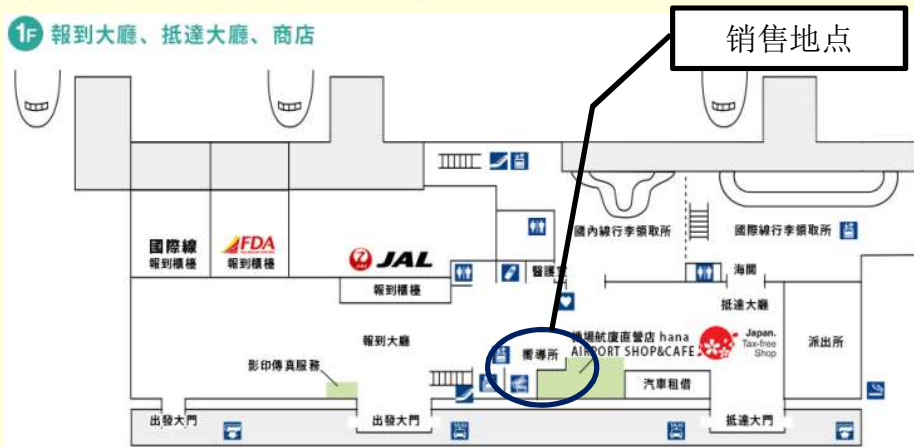 1F 報到大廳、抵達大廳、商店
销售地点
國際線
報到櫃檯
FDA
報到櫃檯
JAL
報到櫃檯
醫護室
國內線行李領取所
國際線行李領取所
海關
抵達大廳
報到大廳
影印傳真服務
嚮導所
機場航廈直營店 hana
AIRPORT SHOP&CAFE
Japan.
Tax-free
Shop
派出所
汽車租借
出發大門
出發大門
抵達大門